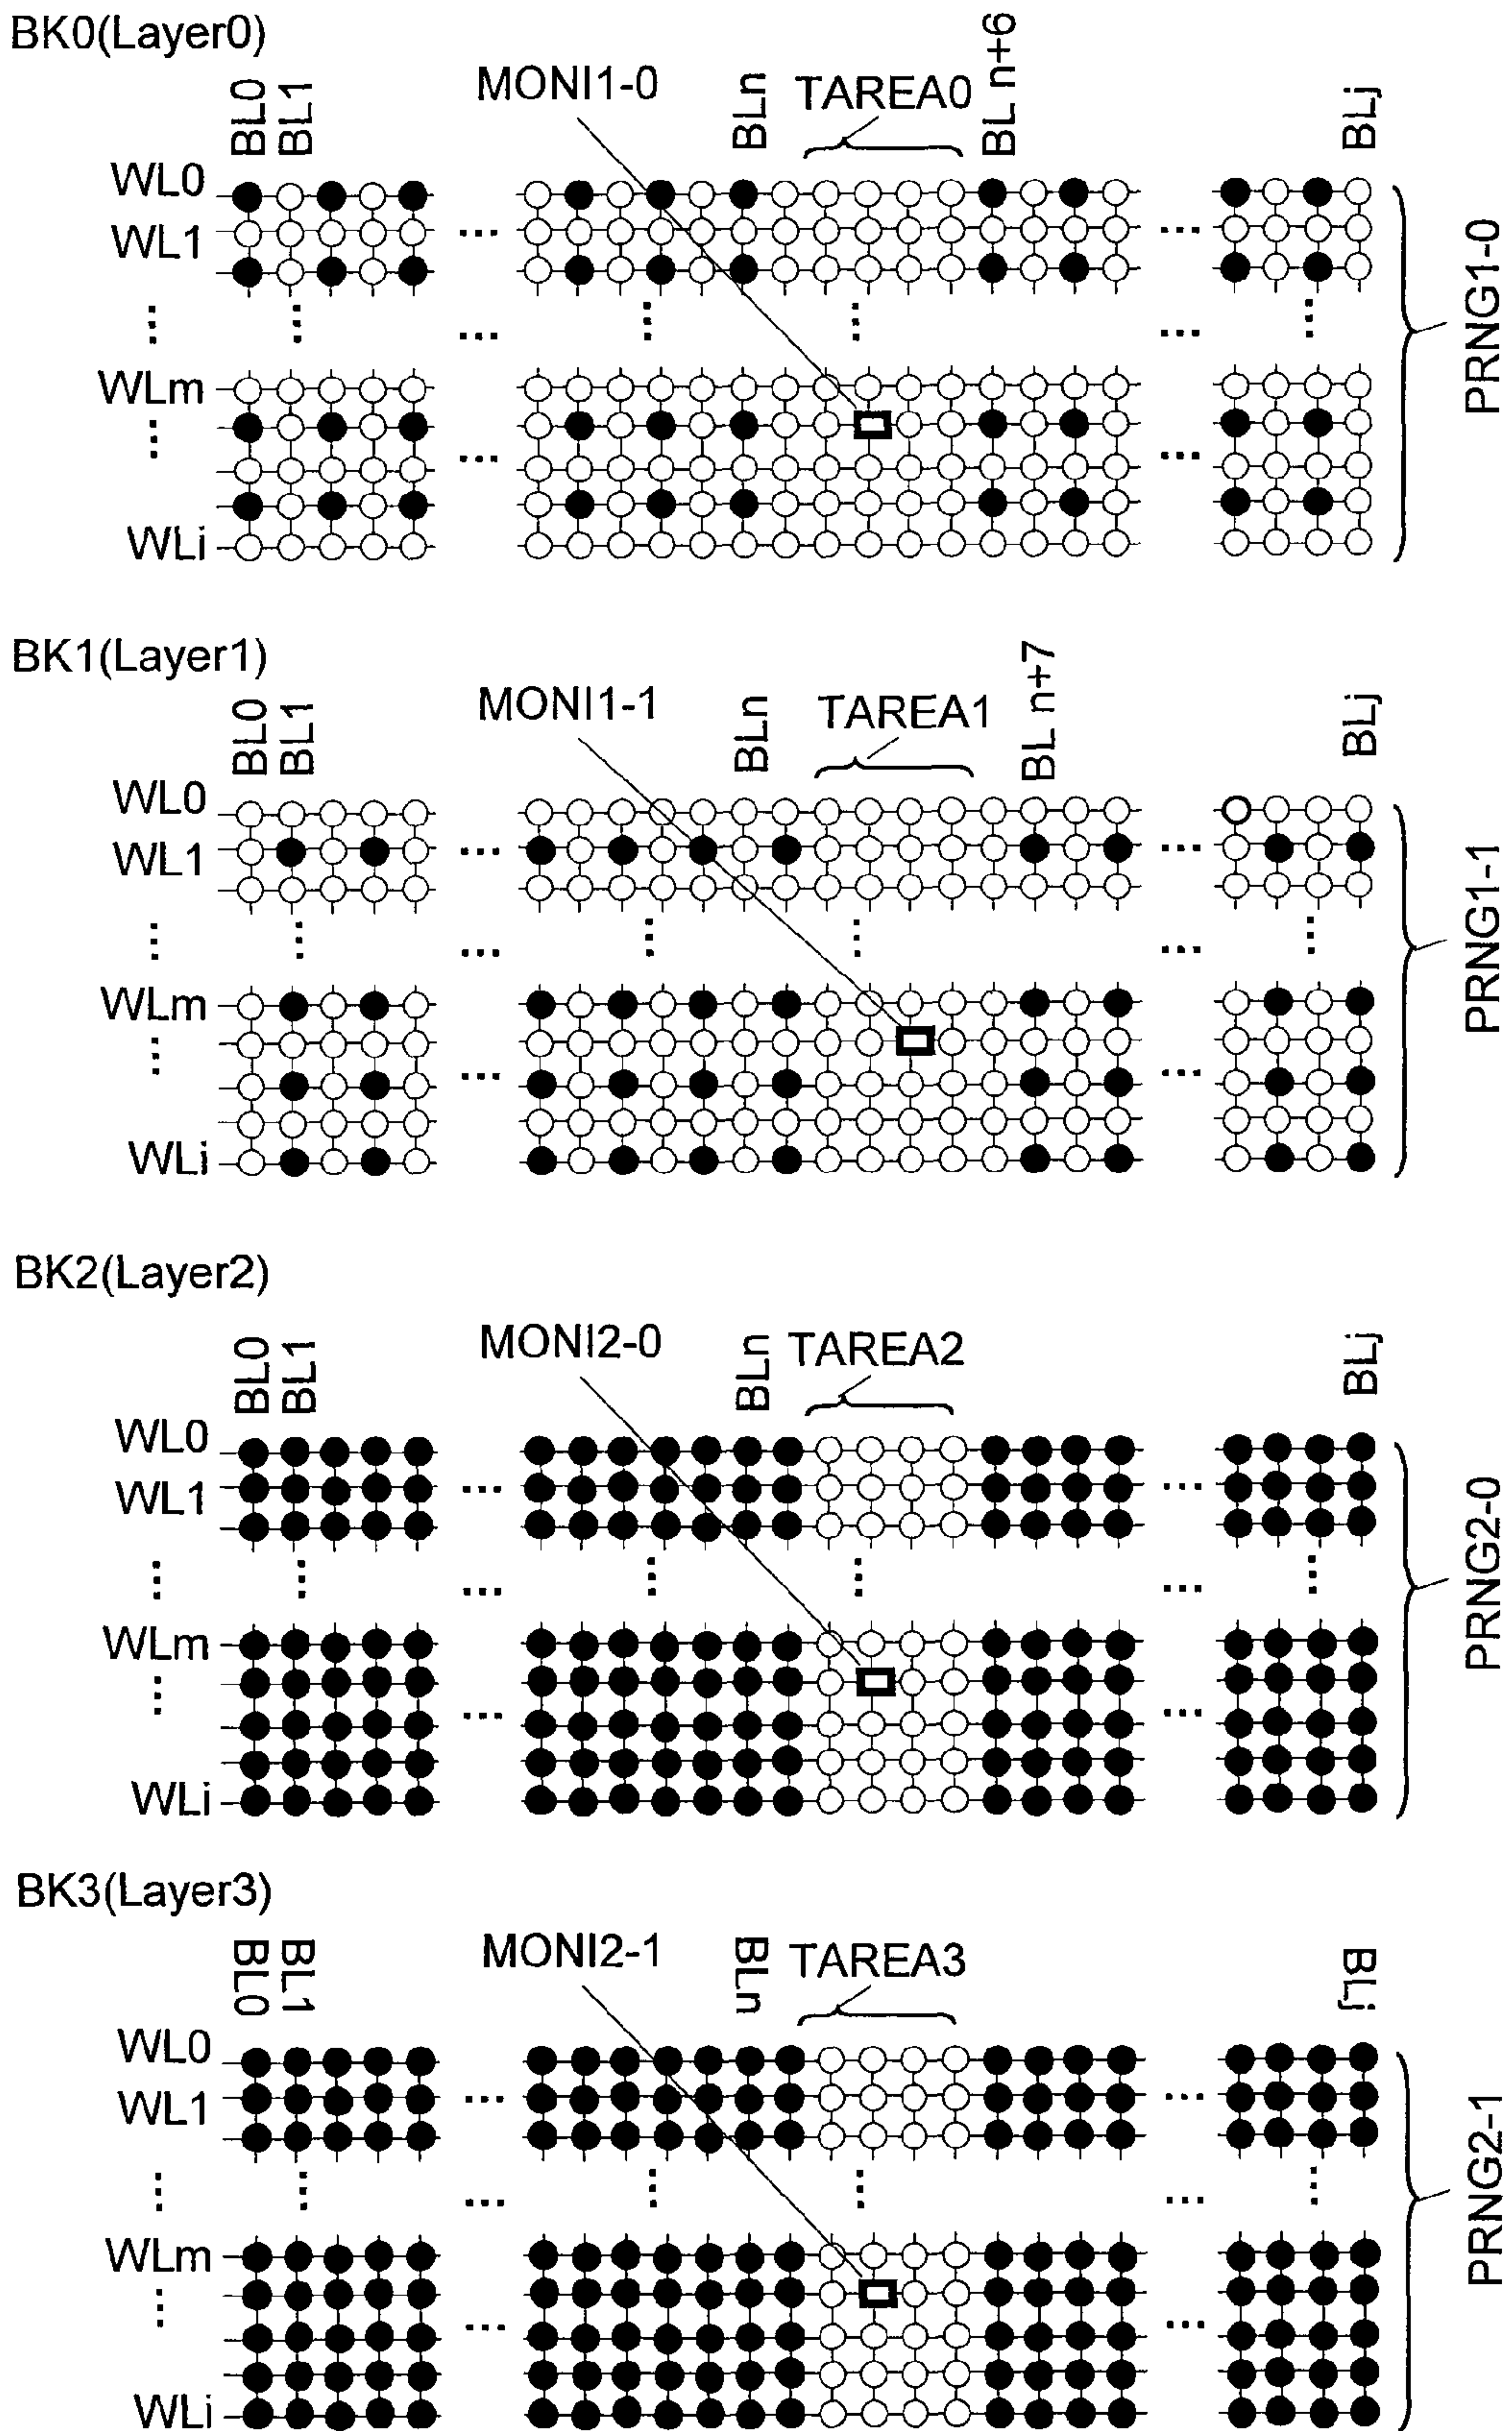 BK0(Layer0)
BL0
BL1
MONI1-0
BLn
TAREA0
BL n+6
BLj
WL0
WL1
...
WLm
...
WLi
PRNG1-0
BK1(Layer1)
BL0
BL1
MONI1-1
BLn
TAREA1
BL n+7
BLj
WL0
WL1
...
WLm
...
WLi
PRNG1-1
BK2(Layer2)
BL0
BL1
MONI2-0
BLn
TAREA2
BLj
WL0
WL1
...
WLm
...
WLi
PRNG2-0
BK3(Layer3)
BL0
BL1
MONI2-1
BLn
TAREA3
BLj
WL0
WL1
...
WLm
...
WLi
PRNG2-1